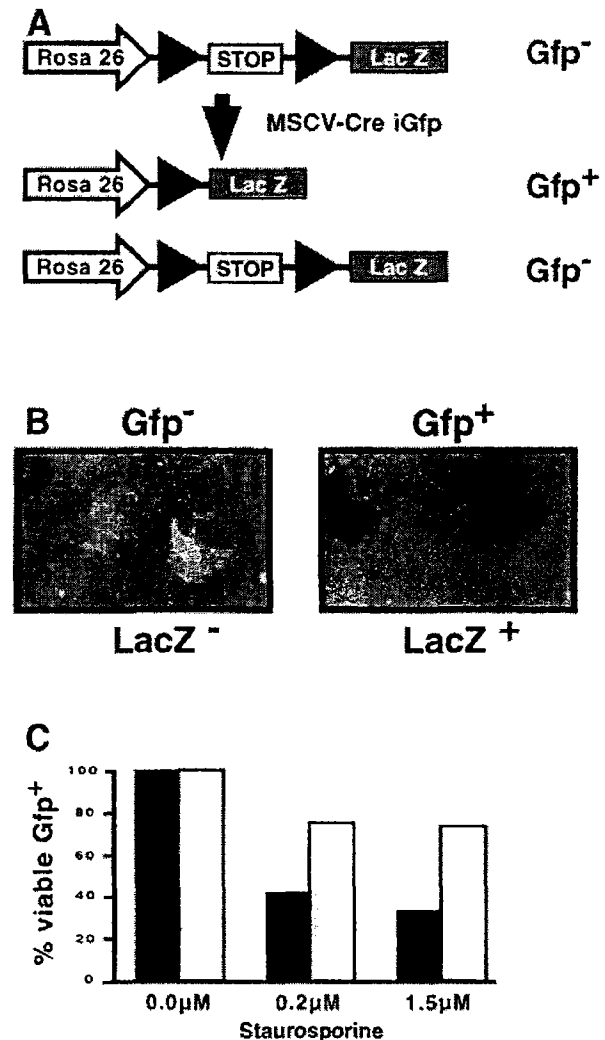 A
Rosa 26 STOP Lac Z Gfp-
MSCV-Cre iGfp
Rosa 26 Lac Z Gfp+
Rosa 26 STOP Lac Z Gfp-
B Gfp- Gfp+
LacZ - LacZ +
C
% viable Gfp+
100
80
60
40
20
0
0.0µM 0.2µM 1.5µM
Staurosporine